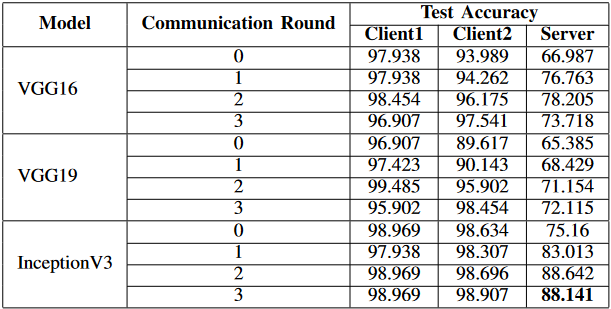 Model Communication Round Test Accuracy
Client1 Client2 Server
VGG16 0 97.938 93.989 66.987
1 97.938 94.262 76.763
2 98.454 96.175 78.205
3 96.907 97.541 73.718
VGG19 0 96.907 89.617 65.385
1 97.423 90.143 68.429
2 99.485 95.902 71.154
3 95.902 98.454 72.115
InceptionV3 0 98.969 98.634 75.16
1 97.938 98.307 83.013
2 98.969 98.696 88.642
3 98.969 98.907 88.141